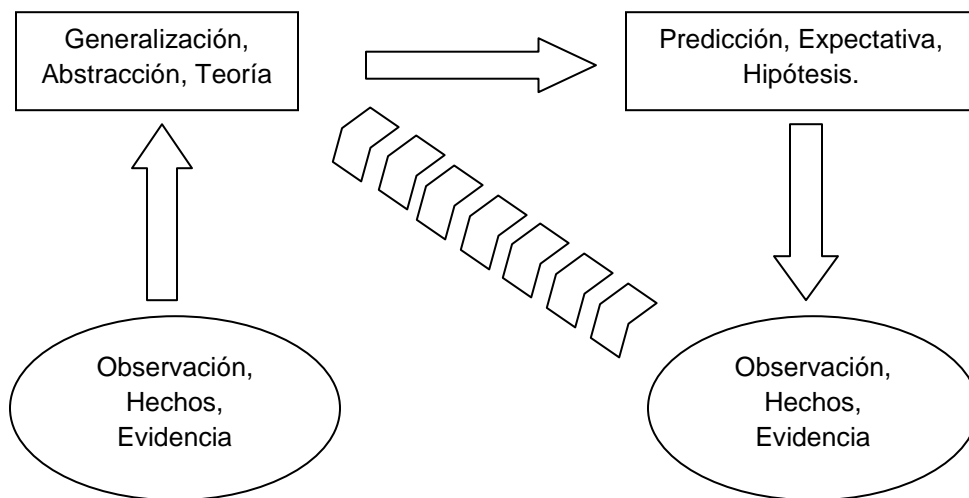 Generalización,
Abstracción, Teoría
Predicción, Expectativa,
Hipótesis.
Observación,
Hechos,
Evidencia
Observación,
Hechos,
Evidencia